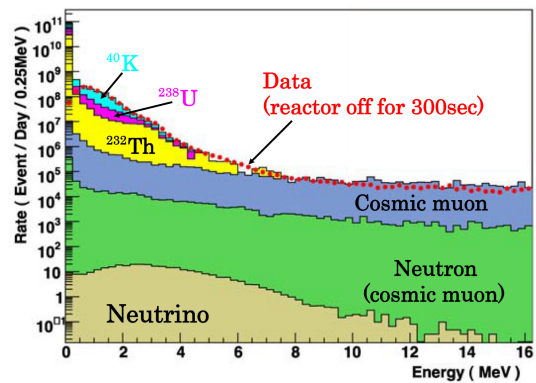 10¹¹
10¹⁰
10⁹
10⁸
10⁷
10⁶
10⁵
10⁴
10³
10²
10
1
10⁻¹
Rate ( Event / Day / 0.25MeV )
⁴⁰K
²³⁸U
²³²Th
Data
(reactor off for 300sec)
Cosmic muon
Neutron
(cosmic muon)
Neutrino
0 2 4 6 8 10 12 14 16
Energy ( MeV )